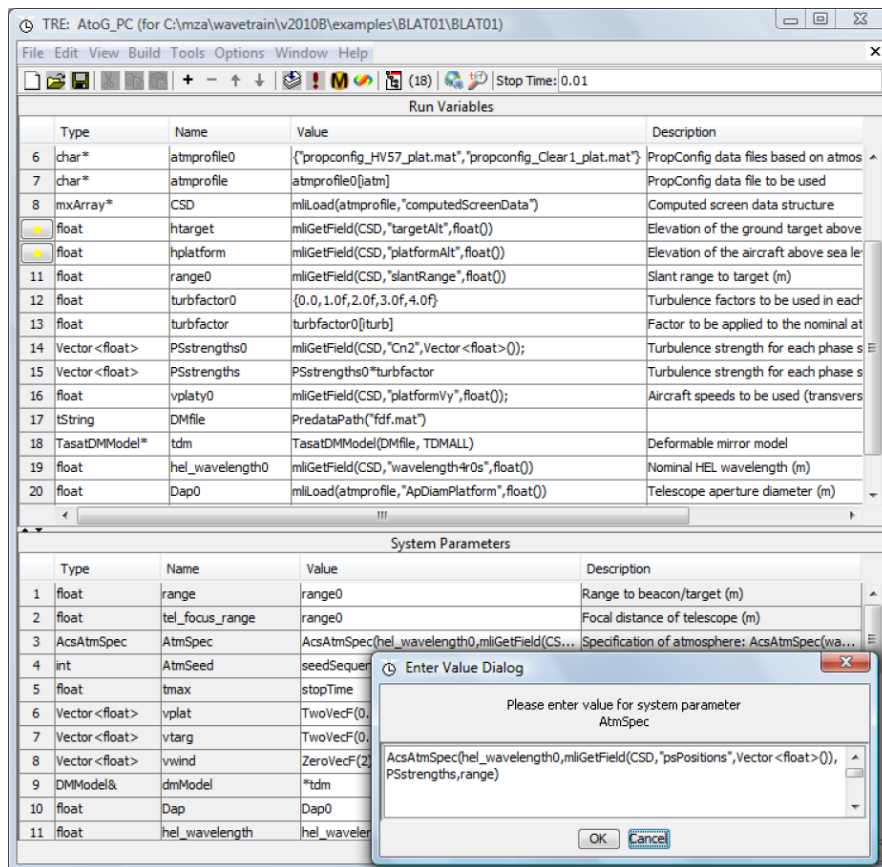 TRE: AtoG_PC (for C:\mza\wavetrain\v2010B\examples\BLAT01\BLAT01)
File Edit View Build Tools Options Window Help
(18) Stop Time: 0.01
Run Variables
Type Name Value Description
6 char* atmprofile0 {"propconfig_HV57_plat.mat","propconfig_Clear1_plat.mat"} PropConfig data files based on atmos
7 char* atmprofile atmprofile0[iatm] PropConfig data file to be used
8 mxArray* CSD mliLoad(atmprofile,"computedScreenData") Computed screen data structure
float htarget mliGetField(CSD,"targetAlt",float()) Elevation of the ground target above
float hplatform mliGetField(CSD,"platformAlt",float()) Elevation of the aircraft above sea le
11 float range0 mliGetField(CSD,"slantRange",float()) Slant range to target (m)
12 float turbfactor0 {0.0,1.0f,2.0f,3.0f,4.0f} Turbulence factors to be used in each
13 float turbfactor turbfactor0[iturb] Factor to be applied to the nominal at
14 Vector<float> PSstrengths0 mliGetField(CSD,"Cn2",Vector<float>()); Turbulence strength for each phase s
15 Vector<float> PSstrengths PSstrengths0*turbfactor Turbulence strength for each phase s
16 float vplaty0 mliGetField(CSD,"platformVy",float()); Aircraft speeds to be used (transvers
17 tString DMfile PredataPath("fdf.mat")
18 TasatDMModel* tdm TasatDMModel(DMfile, TDMALL) Deformable mirror model
19 float hel_wavelength0 mliGetField(CSD,"wavelength4r0s",float()) Nominal HEL wavelength (m)
20 float Dap0 mliLoad(atmprofile,"ApDiamPlatform",float()) Telescope aperture diameter (m)
System Parameters
Type Name Value Description
1 float range range0 Range to beacon/target (m)
2 float tel_focus_range range0 Focal distance of telescope (m)
3 AcsAtmSpec AtmSpec AcsAtmSpec(hel_wavelength0,mliGetField(CS... Specification of atmosphere: AcsAtmSpec(wa...
4 int AtmSeed seedSequen
5 float tmax stopTime
6 Vector<float> vplat TwoVecF(0.
7 Vector<float> vtarg TwoVecF(0.
8 Vector<float> vwind ZeroVecF(2)
9 DMModel& dmModel *tdm
10 float Dap Dap0
11 float hel_wavelength hel_waveler
Enter Value Dialog
Please enter value for system parameter
AtmSpec
AcsAtmSpec(hel_wavelength0,mliGetField(CSD,"psPositions",Vector<float>()),
PSstrengths,range)
OK Cancel